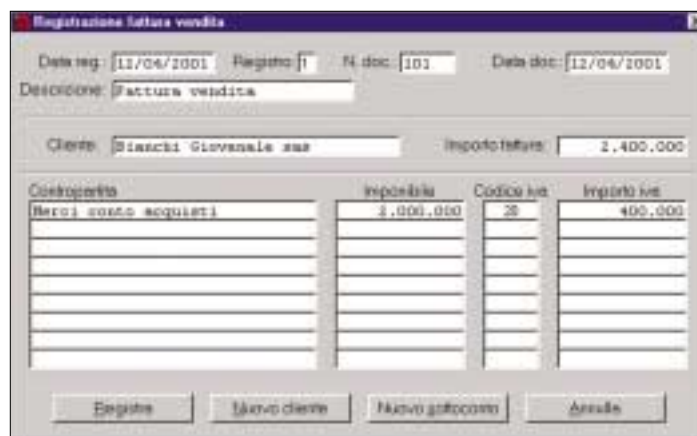 Registrazione fattura vendita
Data reg.: 12/04/2001 Registro: 1 N. doc.: 101 Data doc.: 12/04/2001
Descrizione: Fattura vendita
Cliente: Bianchi Giovenale sas Importo fattura: 2.400.000
Contropartita Imponibile Codice iva Importo iva
Merci conto acquisti 2.000.000 20 400.000
Registra Nuovo cliente Nuovo sottoconto Annulla